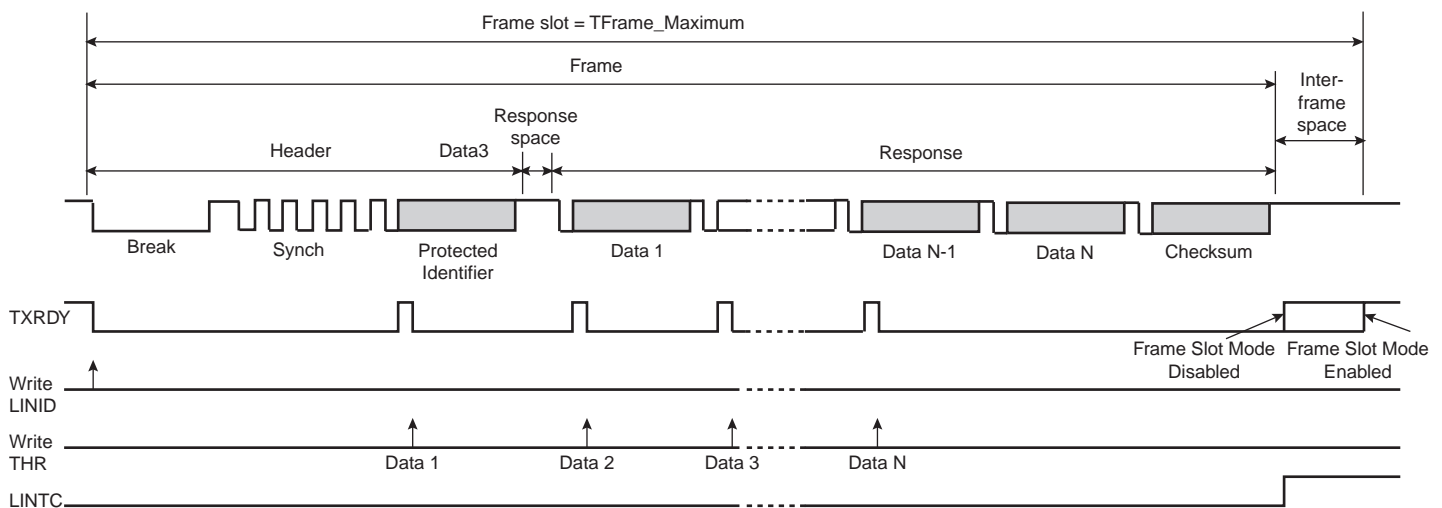 Frame slot = TFrame_Maximum
Frame
Inter-
frame
space
Response
space
Header
Data3
Response
Break
Synch
Protected
Identifier
Data 1
Data N-1
Data N
Checksum
TXRDY
Frame Slot Mode
Disabled
Frame Slot Mode
Enabled
Write
LINID
Write
THR
Data 1
Data 2
Data 3
Data N
LINTC